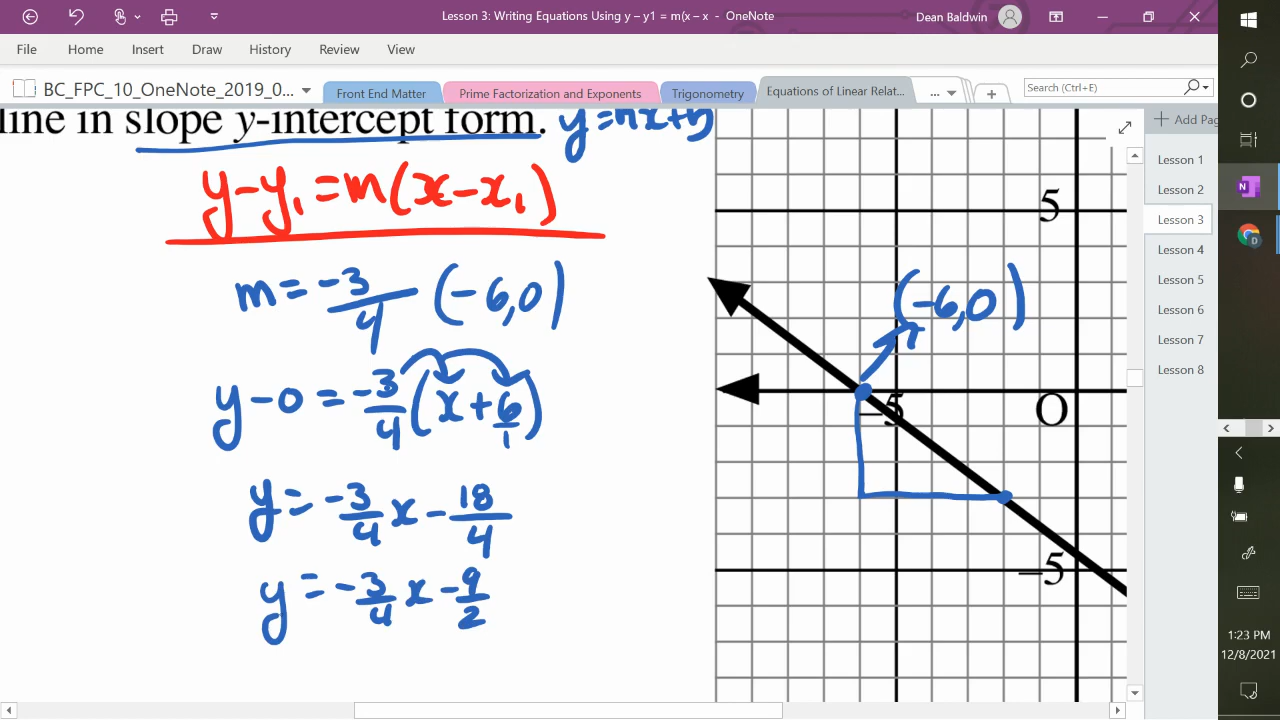 Lesson 3: Writing Equations Using y – y1 = m(x – x - OneNote
Dean Baldwin
File Home Insert Draw History Review View
BC_FPC_10_OneNote_2019_0...
Front End Matter
Prime Factorization and Exponents
Trigonometry
Equations of Linear Relat...
...
Search (Ctrl+E)
line in slope y-intercept form. y=mx+b
y-y₁=m(x-x₁)
m=-3/4 (-6,0)
y-0=-3/4(x+6/1)
y=-3/4x-18/4
y=-3/4x-9/2
5
(-6,0)
-5
O
-5
Add Pag
Lesson 1
Lesson 2
Lesson 3
Lesson 4
Lesson 5
Lesson 6
Lesson 7
Lesson 8
1:23 PM
12/8/2021